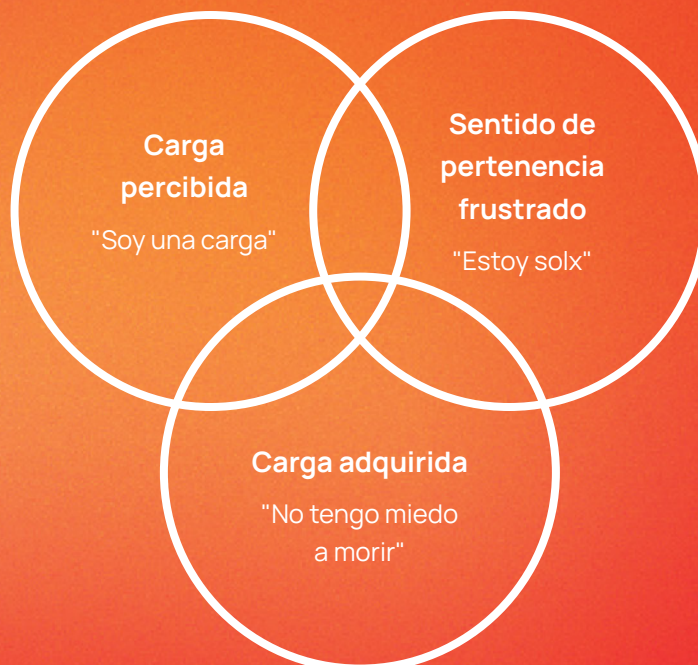 Carga
percibida
"Soy una carga"
Sentido de
pertenencia
frustrado
"Estoy solx"
Carga adquirida
"No tengo miedo
a morir"